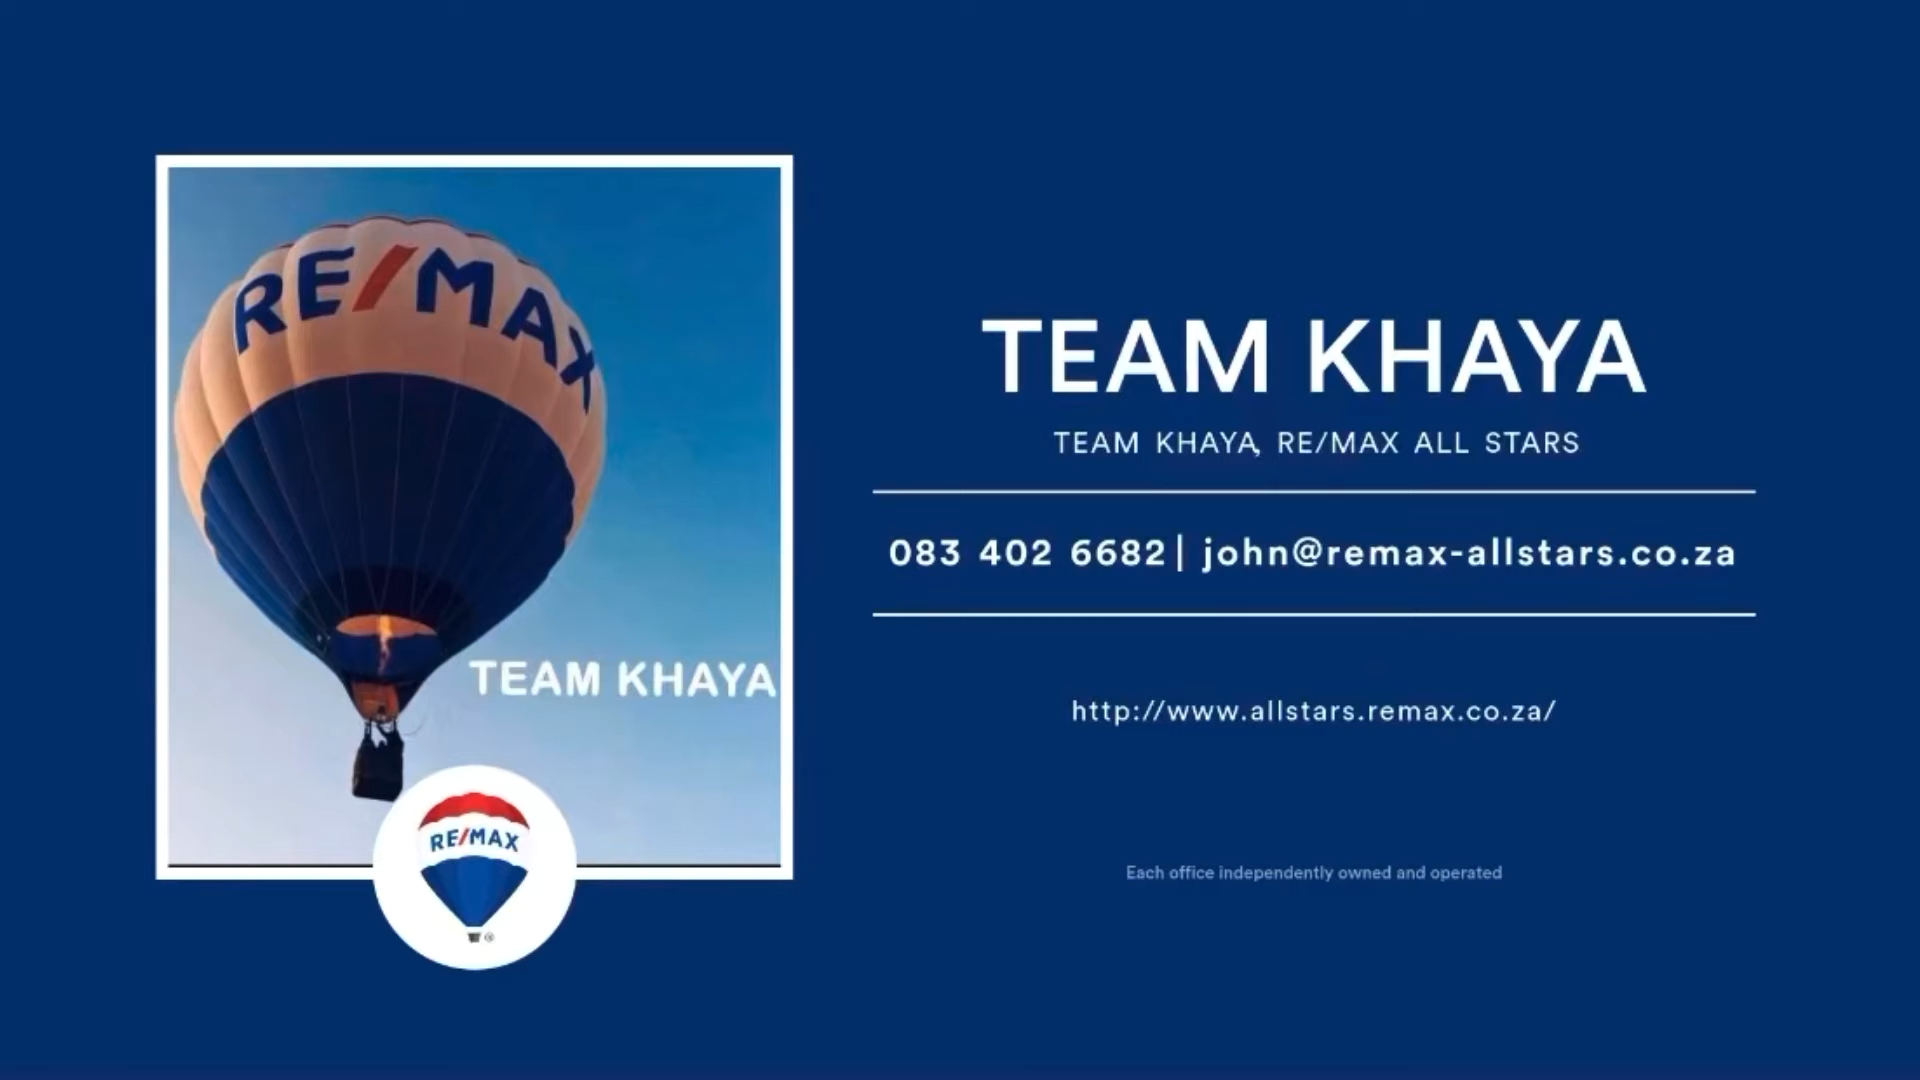 RE/MAX
TEAM KHAYA
RE/MAX
TEAM KHAYA
TEAM KHAYA, RE/MAX ALL STARS
083 402 6682| john@remax-allstars.co.za
http://www.allstars.remax.co.za/
Each office independently owned and operated